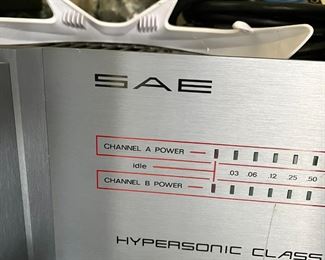 SAE
CHANNEL A POWER
idle .03 .06 .12 .25 .50
CHANNEL B POWER
HYPERSONIC CLASS